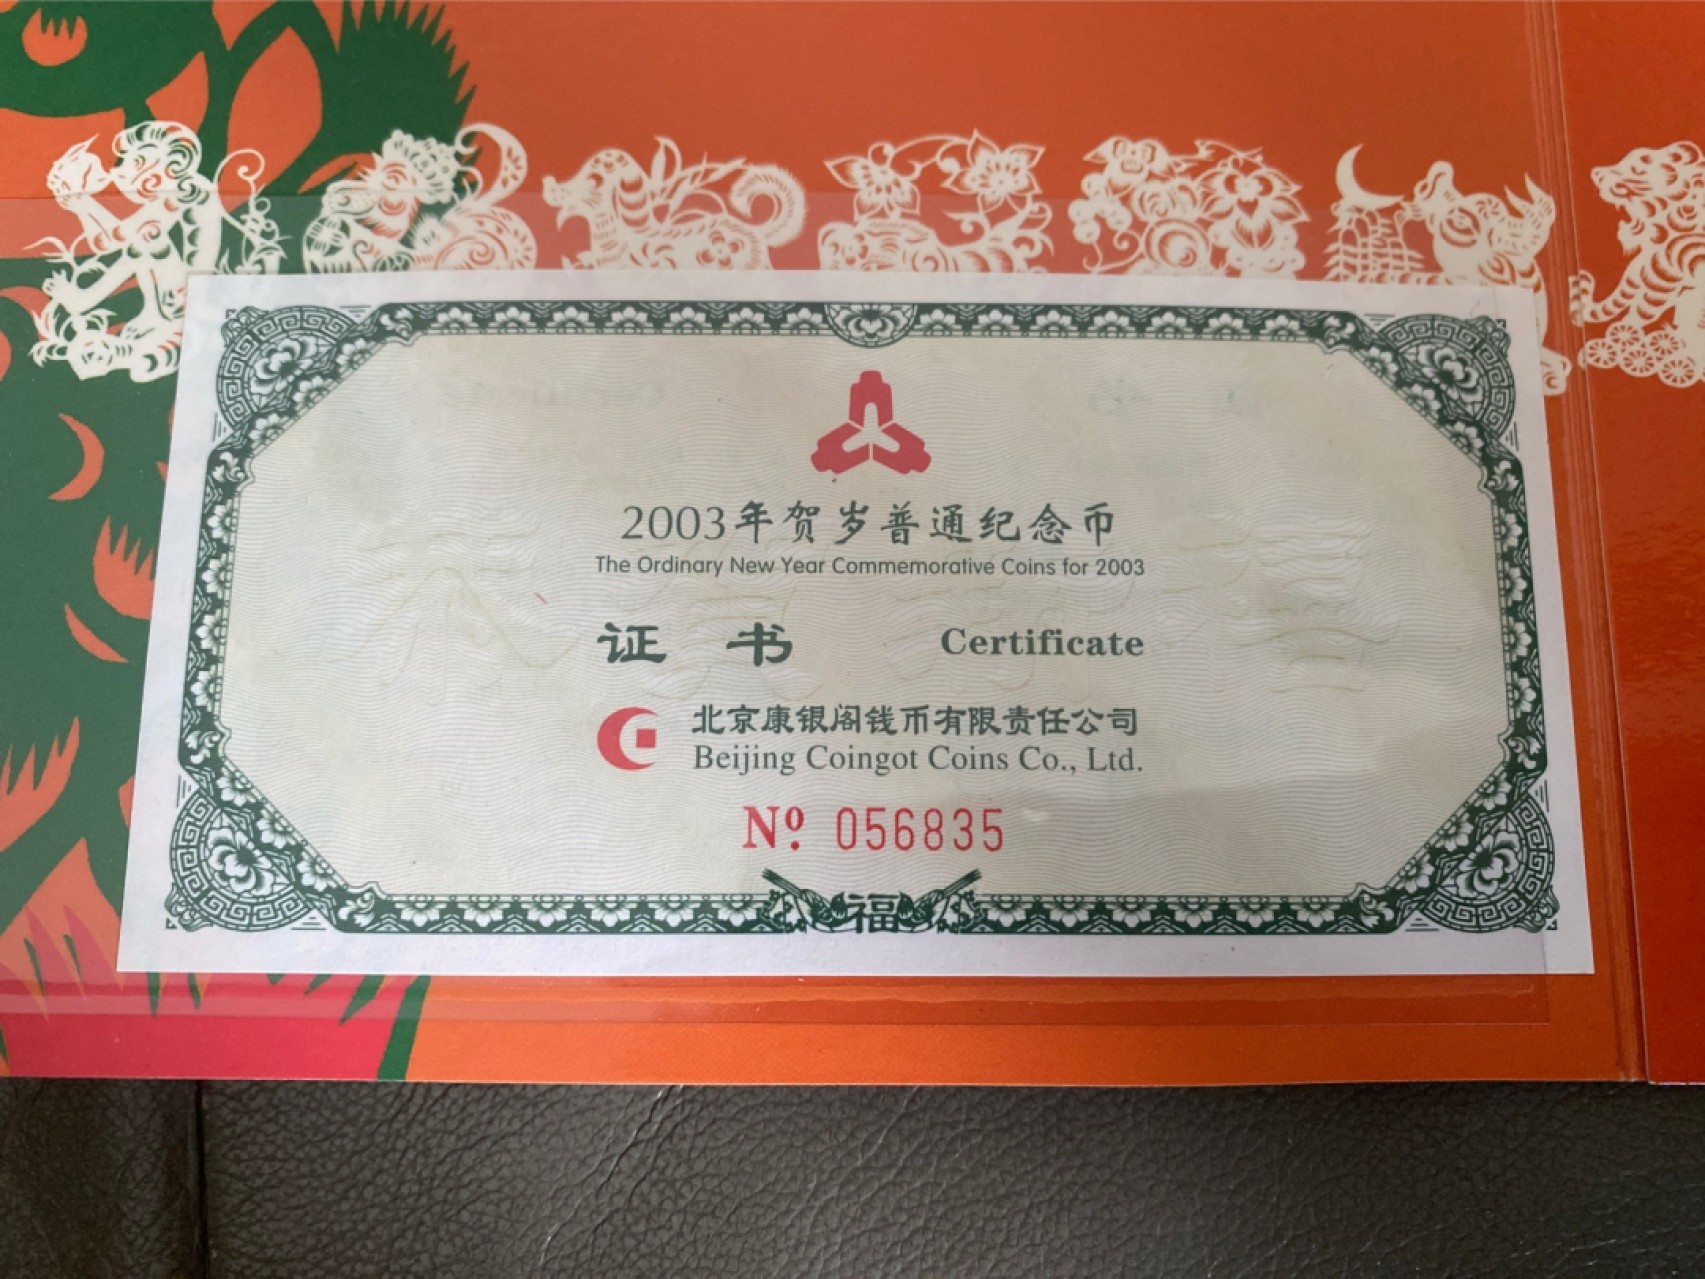 2003年贺岁普通纪念币
The Ordinary New Year Commemorative Coins for 2003
证 书 Certificate
北京康银阁钱币有限责任公司
Beijing Coingot Coins Co., Ltd.
Nº 056835
福